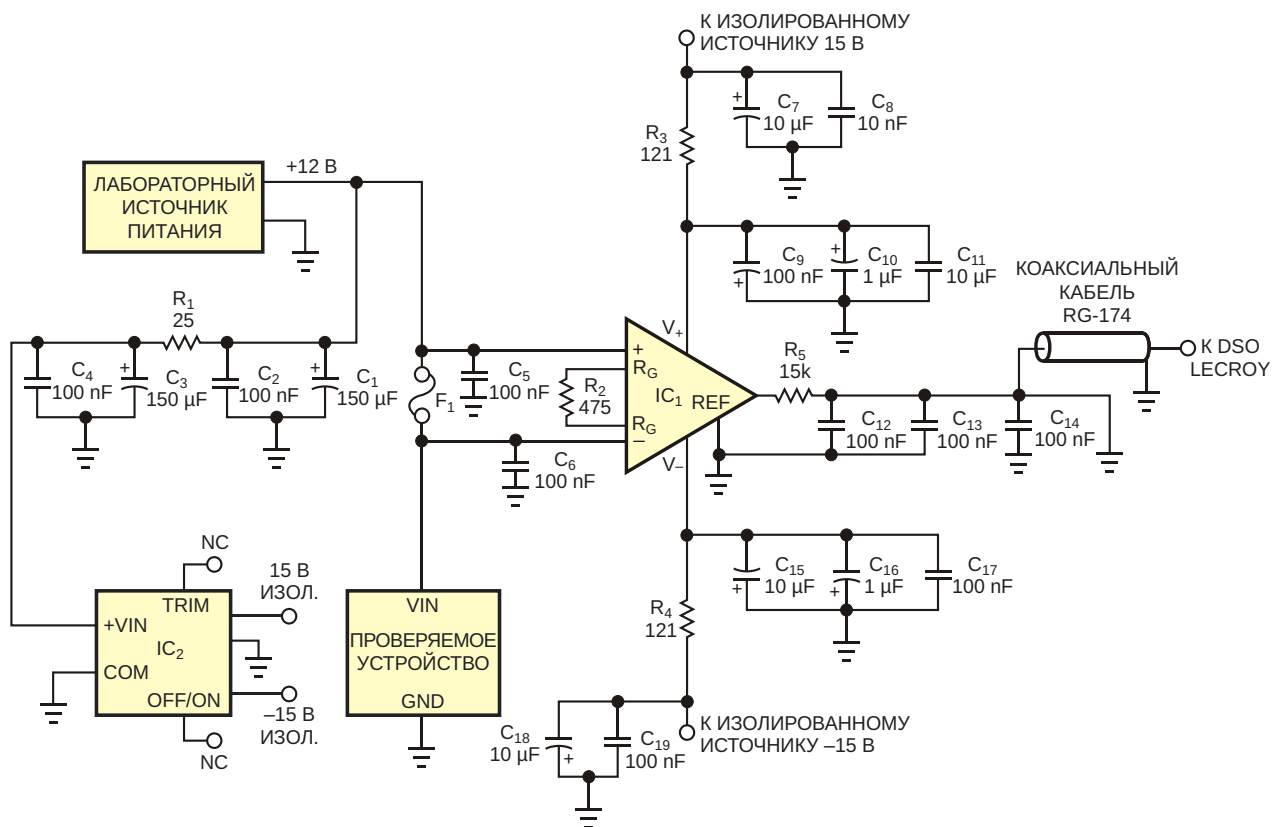 К ИЗОЛИРОВАННОМУ
ИСТОЧНИКУ 15 В
C7
10 µF
C8
10 nF
R3
121
+
+12 В
ЛАБОРАТОРНЫЙ
ИСТОЧНИК
ПИТАНИЯ
C9
100 nF
+
C10
1 µF
+
C11
10 µF
КОАКСИАЛЬНЫЙ
КАБЕЛЬ
RG-174
К DSO
LECROY
R1
25
C4
100 nF
+
C3
150 µF
C2
100 nF
+
C1
150 µF
F1
C5
100 nF
R2
475
V+
+
RG
IC1
REF
RG
–
V–
R5
15k
C12
100 nF
C13
100 nF
C14
100 nF
C6
100 nF
C15
10 µF
+
C16
1 µF
+
C17
100 nF
R4
121
NC
15 В
ИЗОЛ.
TRIM
+VIN
IC2
COM
OFF/ON
–15 В
ИЗОЛ.
NC
VIN
ПРОВЕРЯЕМОЕ
УСТРОЙСТВО
GND
C18
10 µF
+
C19
100 nF
К ИЗОЛИРОВАННОМУ
ИСТОЧНИКУ –15 В